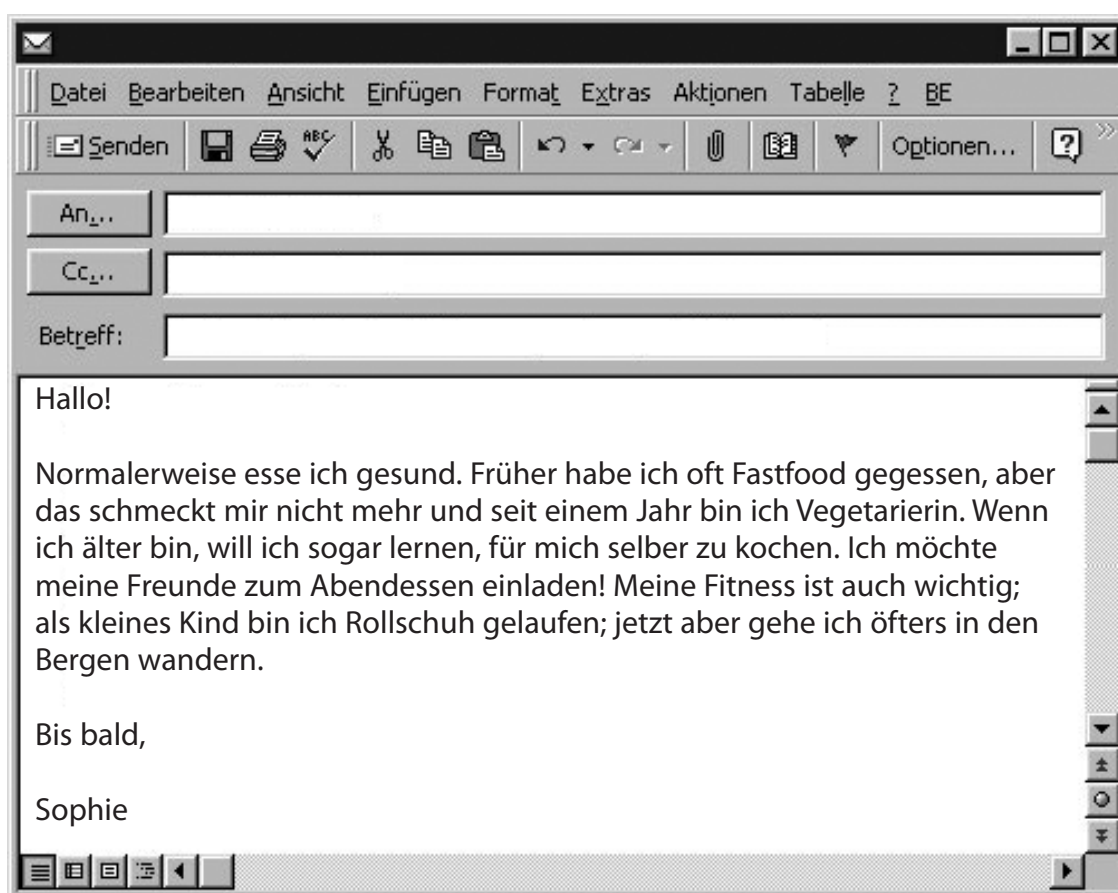 Datei Bearbeiten Ansicht Einfügen Format Extras Aktionen Tabelle ? BE
Senden ABC Optionen... ?
An...
Cc...
Betreff:
Hallo!
Normalerweise esse ich gesund. Früher habe ich oft Fastfood gegessen, aber
das schmeckt mir nicht mehr und seit einem Jahr bin ich Vegetarierin. Wenn
ich älter bin, will ich sogar lernen, für mich selber zu kochen. Ich möchte
meine Freunde zum Abendessen einladen! Meine Fitness ist auch wichtig;
als kleines Kind bin ich Rollschuh gelaufen; jetzt aber gehe ich öfters in den
Bergen wandern.
Bis bald,
Sophie